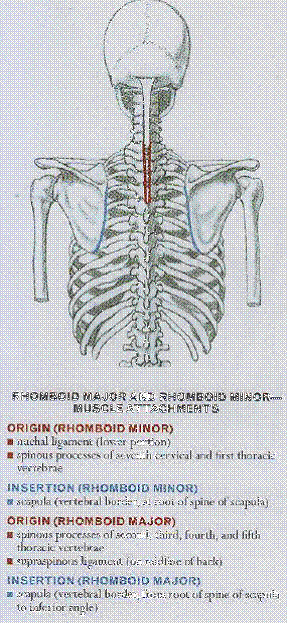 RHOMBOID MAJOR AND RHOMBOID MINOR—
MUSCLE ATTACHMENTS
ORIGIN (RHOMBOID MINOR)
nuchal ligament (lower portion)
spinous processes of seventh cervical and first thoracic
vertebrae
INSERTION (RHOMBOID MINOR)
scapula (vertebral border, at root of spine of scapula)
ORIGIN (RHOMBOID MAJOR)
spinous processes of second, third, fourth, and fifth
thoracic vertebrae
supraspinous ligament (on midline of back)
INSERTION (RHOMBOID MAJOR)
scapula (vertebral border, from root of spine of scapula
to inferior angle)